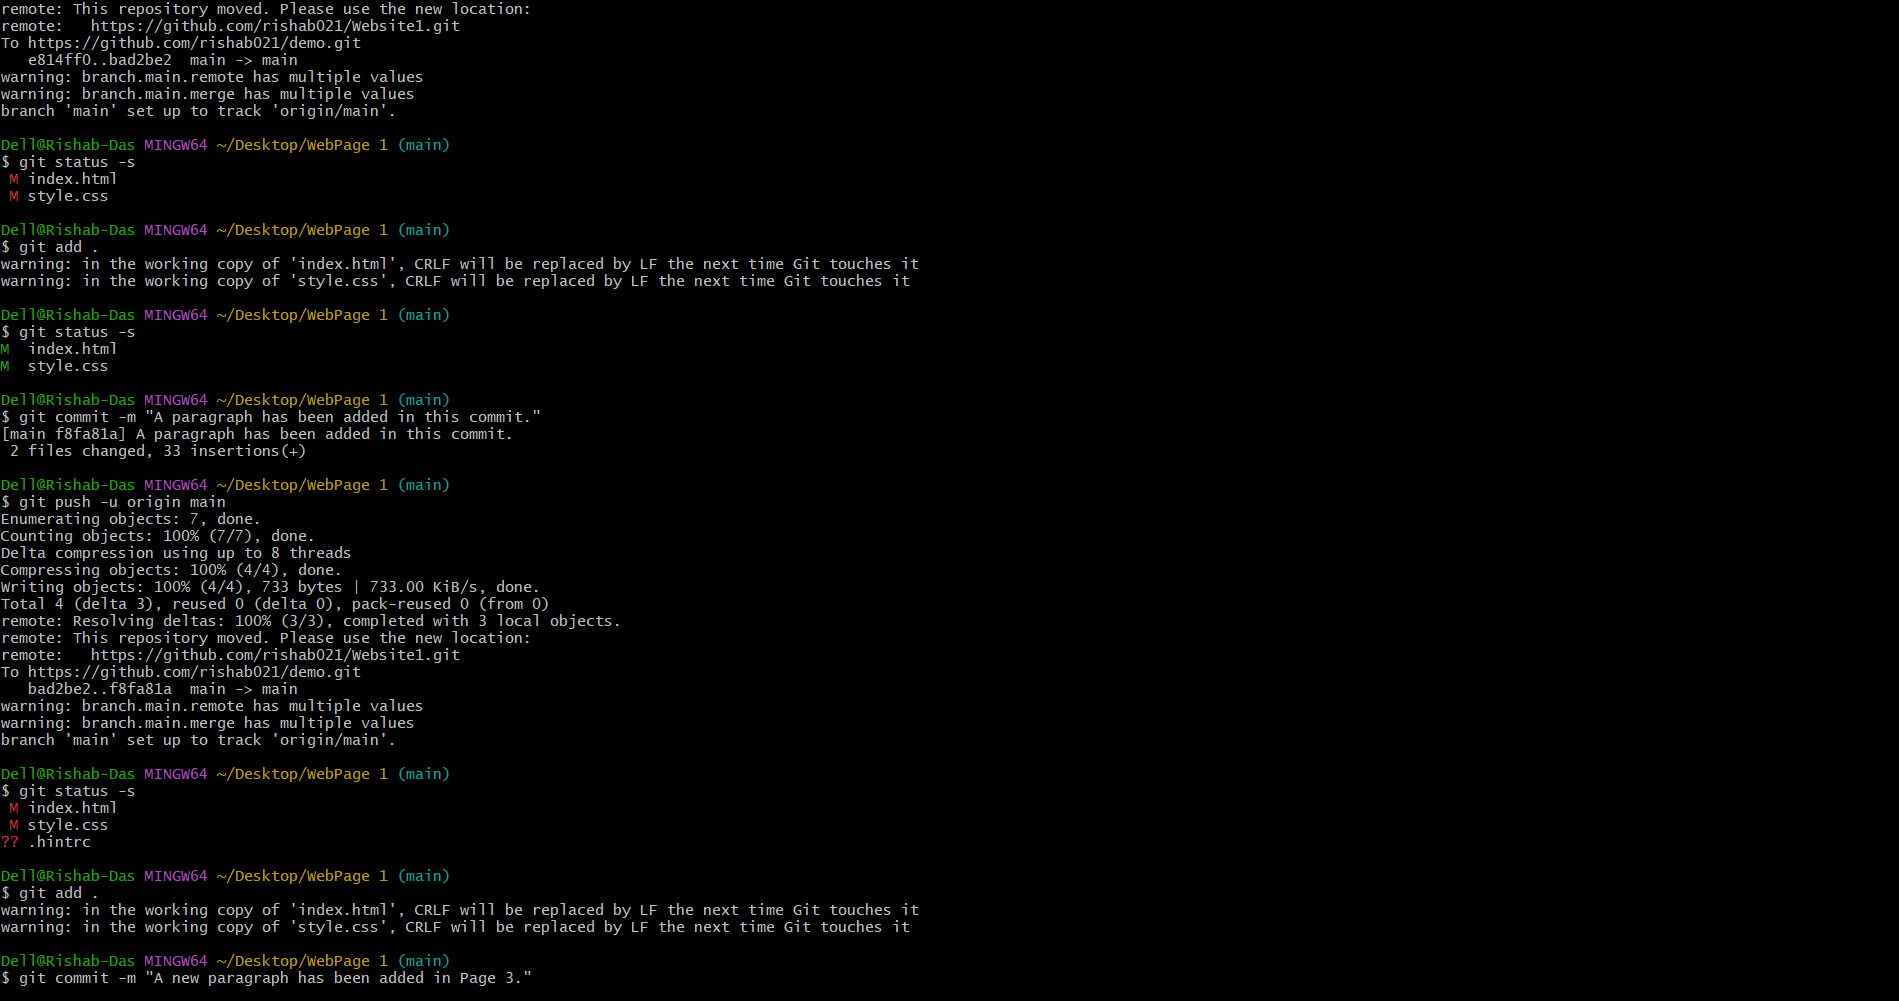 remote: This repository moved. Please use the new location:
remote:   https://github.com/rishab021/Website1.git
To https://github.com/rishab021/demo.git
   e814ff0..bad2be2  main -> main
warning: branch.main.remote has multiple values
warning: branch.main.merge has multiple values
branch 'main' set up to track 'origin/main'.

Dell@Rishab-Das MINGW64 ~/Desktop/WebPage 1 (main)
$ git status -s
 M index.html
 M style.css

Dell@Rishab-Das MINGW64 ~/Desktop/WebPage 1 (main)
$ git add .
warning: in the working copy of 'index.html', CRLF will be replaced by LF the next time Git touches it
warning: in the working copy of 'style.css', CRLF will be replaced by LF the next time Git touches it

Dell@Rishab-Das MINGW64 ~/Desktop/WebPage 1 (main)
$ git status -s
M  index.html
M  style.css

Dell@Rishab-Das MINGW64 ~/Desktop/WebPage 1 (main)
$ git commit -m "A paragraph has been added in this commit."
[main f8fa81a] A paragraph has been added in this commit.
 2 files changed, 33 insertions(+)

Dell@Rishab-Das MINGW64 ~/Desktop/WebPage 1 (main)
$ git push -u origin main
Enumerating objects: 7, done.
Counting objects: 100% (7/7), done.
Delta compression using up to 8 threads
Compressing objects: 100% (4/4), done.
Writing objects: 100% (4/4), 733 bytes | 733.00 KiB/s, done.
Total 4 (delta 3), reused 0 (delta 0), pack-reused 0 (from 0)
remote: Resolving deltas: 100% (3/3), completed with 3 local objects.
remote: This repository moved. Please use the new location:
remote:   https://github.com/rishab021/Website1.git
To https://github.com/rishab021/demo.git
   bad2be2..f8fa81a  main -> main
warning: branch.main.remote has multiple values
warning: branch.main.merge has multiple values
branch 'main' set up to track 'origin/main'.

Dell@Rishab-Das MINGW64 ~/Desktop/WebPage 1 (main)
$ git status -s
 M index.html
 M style.css
?? .hintrc

Dell@Rishab-Das MINGW64 ~/Desktop/WebPage 1 (main)
$ git add .
warning: in the working copy of 'index.html', CRLF will be replaced by LF the next time Git touches it
warning: in the working copy of 'style.css', CRLF will be replaced by LF the next time Git touches it

Dell@Rishab-Das MINGW64 ~/Desktop/WebPage 1 (main)
$ git commit -m "A new paragraph has been added in Page 3."